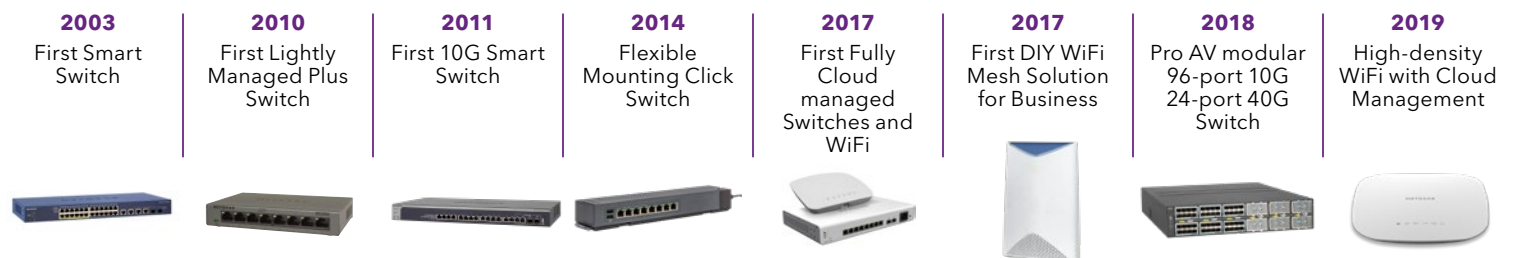 2003
First Smart
Switch
2010
First Lightly
Managed Plus
Switch
2011
First 10G Smart
Switch
2014
Flexible
Mounting Click
Switch
2017
First Fully
Cloud
managed
Switches and
WiFi
2017
First DIY WiFi
Mesh Solution
for Business
2018
Pro AV modular
96-port 10G
24-port 40G
Switch
2019
High-density
WiFi with Cloud
Management
NETGEAR